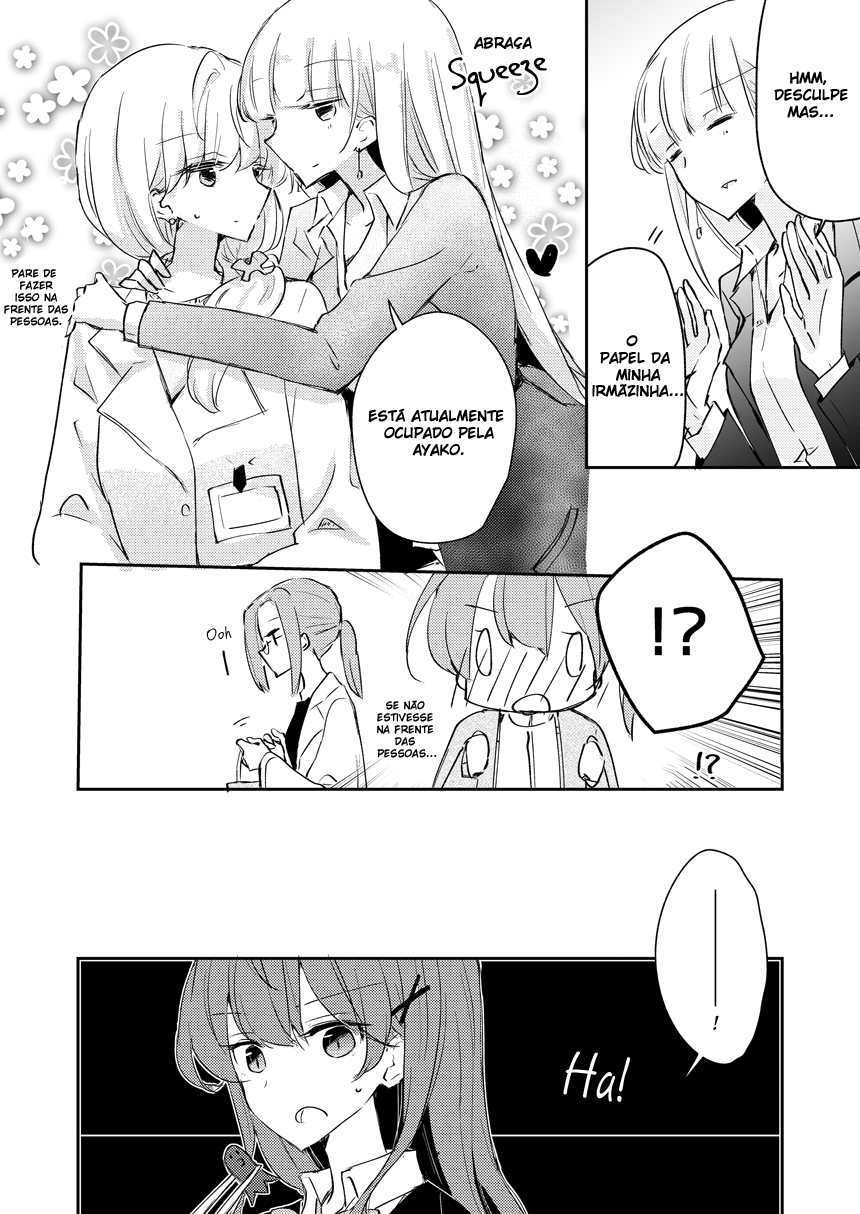 HMM,
DESCULPE
MAS...
O
PAPEL DA
MINHA
IRMÃZINHA...
ABRAÇA
Squeeze
ESTÁ ATUALMENTE
OCUPADO PELA
AYAKO.
PARE DE
FAZER
ISSO NA
FRENTE DAS
PESSOAS.
!?
!?
SE NÃO
ESTIVESSE
NA FRENTE
DAS
PESSOAS...
Ooh
!
Ha!